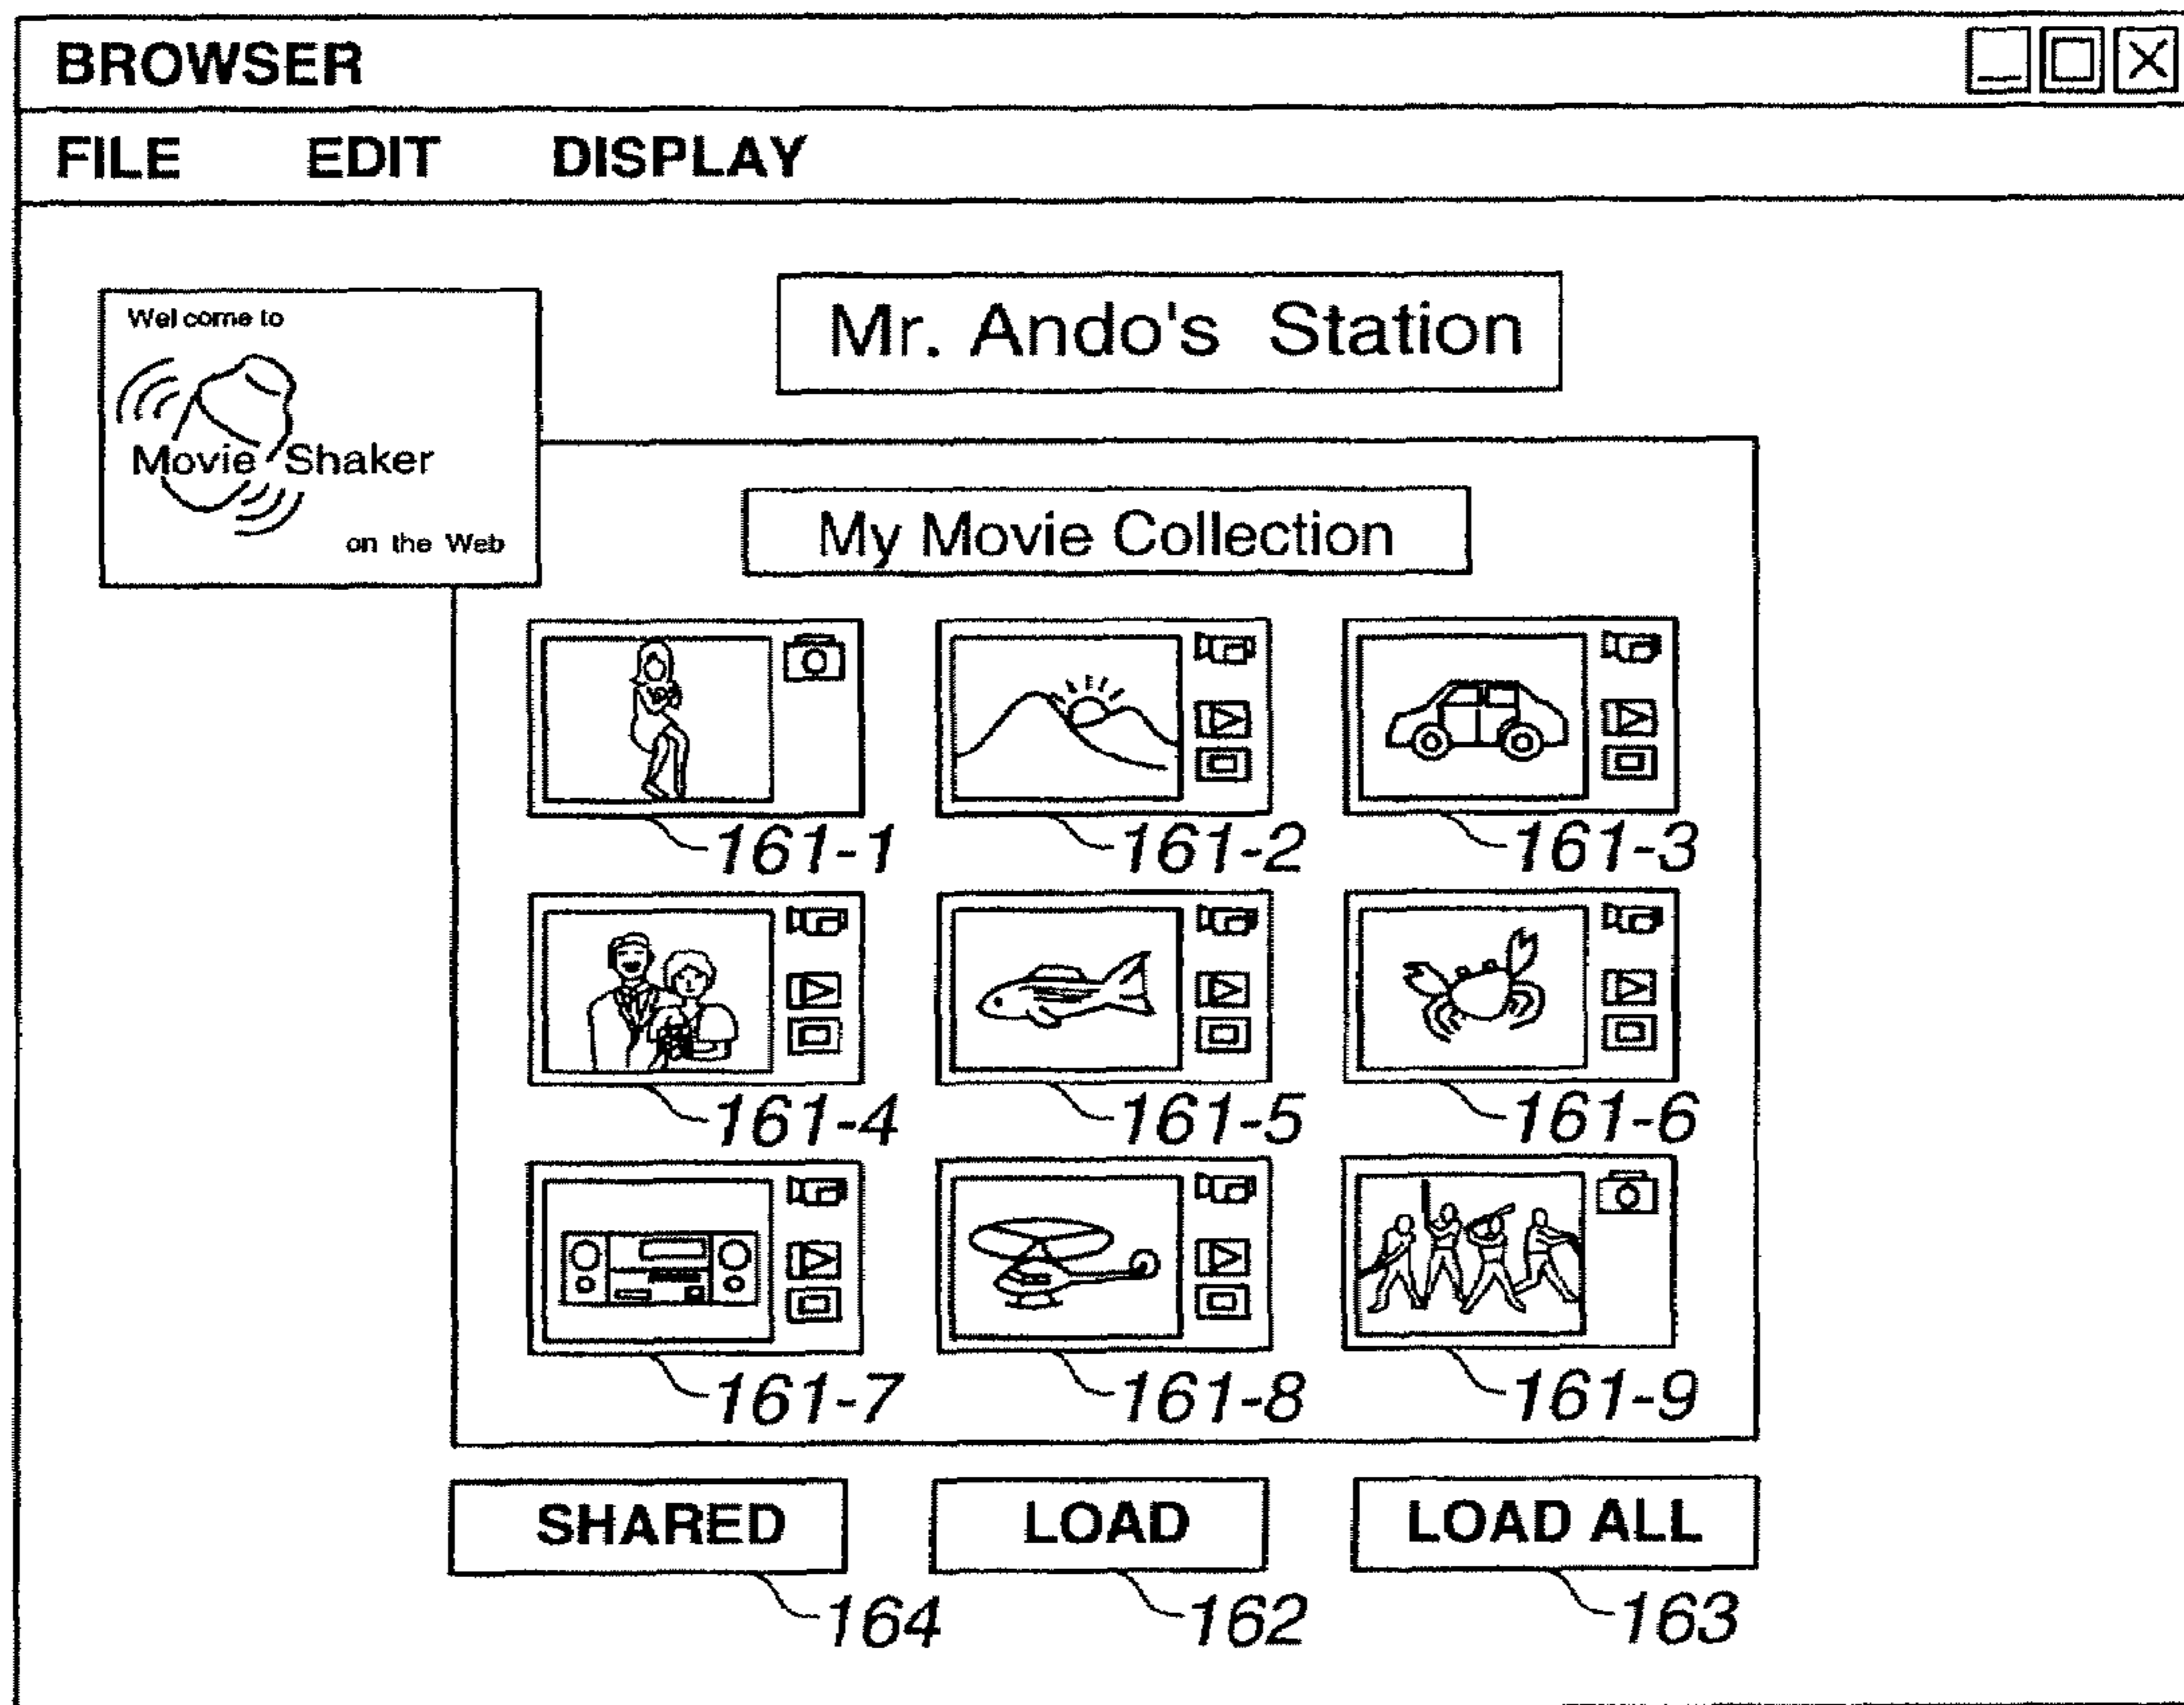 BROWSER
FILE EDIT DISPLAY
Welcome to
Movie Shaker
on the Web
Mr. Ando's Station
My Movie Collection
161-1 161-2 161-3
161-4 161-5 161-6
161-7 161-8 161-9
SHARED LOAD LOAD ALL
164 162 163